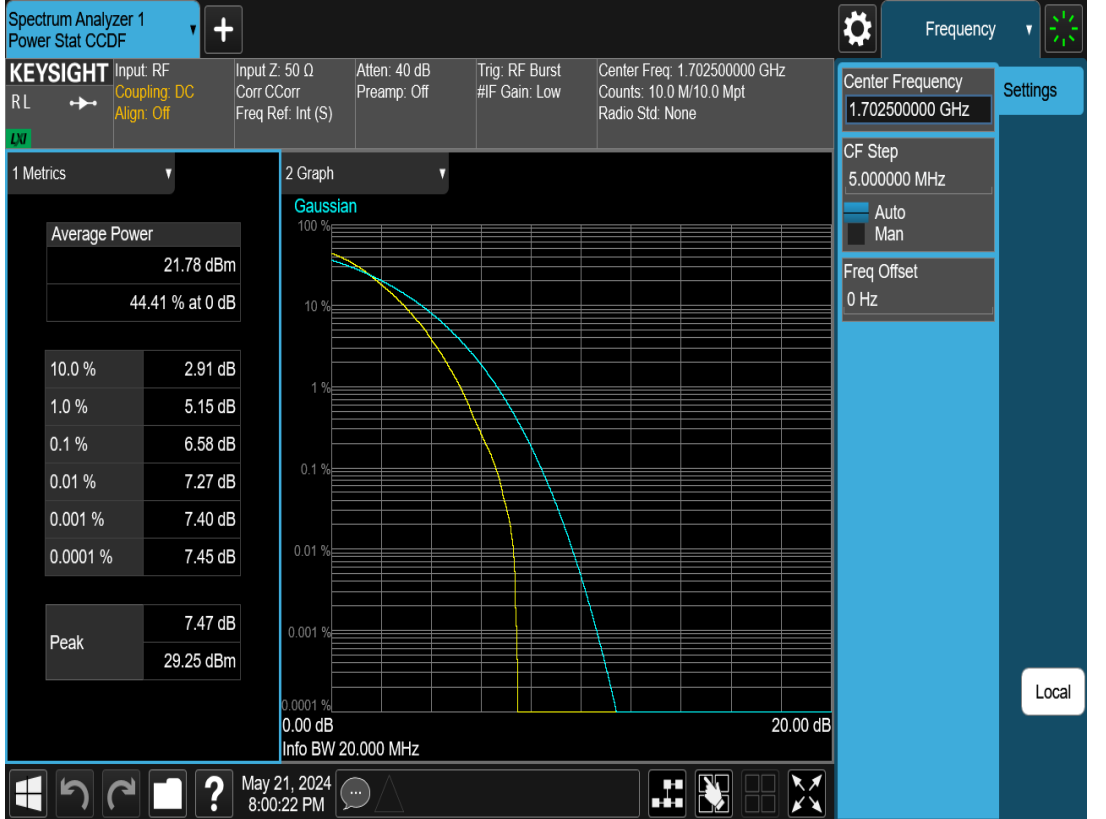 Spectrum Analyzer 1
Power Stat CCDF
+
Frequency
KEYSIGHT
RL
LXI
Input: RF
Coupling: DC
Align: Off
Input Z: 50 Ω
Corr CCorr
Freq Ref: Int (S)
Atten: 40 dB
Preamp: Off
Trig: RF Burst
#IF Gain: Low
Center Freq: 1.702500000 GHz
Counts: 10.0 M/10.0 Mpt
Radio Std: None
Center Frequency
1.702500000 GHz
Settings
CF Step
5.000000 MHz
Auto
Man
Freq Offset
0 Hz
Local
1 Metrics
Average Power
21.78 dBm
44.41 % at 0 dB
10.0 % 2.91 dB
1.0 % 5.15 dB
0.1 % 6.58 dB
0.01 % 7.27 dB
0.001 % 7.40 dB
0.0001 % 7.45 dB
Peak
7.47 dB
29.25 dBm
2 Graph
Gaussian
100 %
10 %
1 %
0.1 %
0.01 %
0.001 %
0.0001 %
0.00 dB 20.00 dB
Info BW 20.000 MHz
?
May 21, 2024
8:00:22 PM